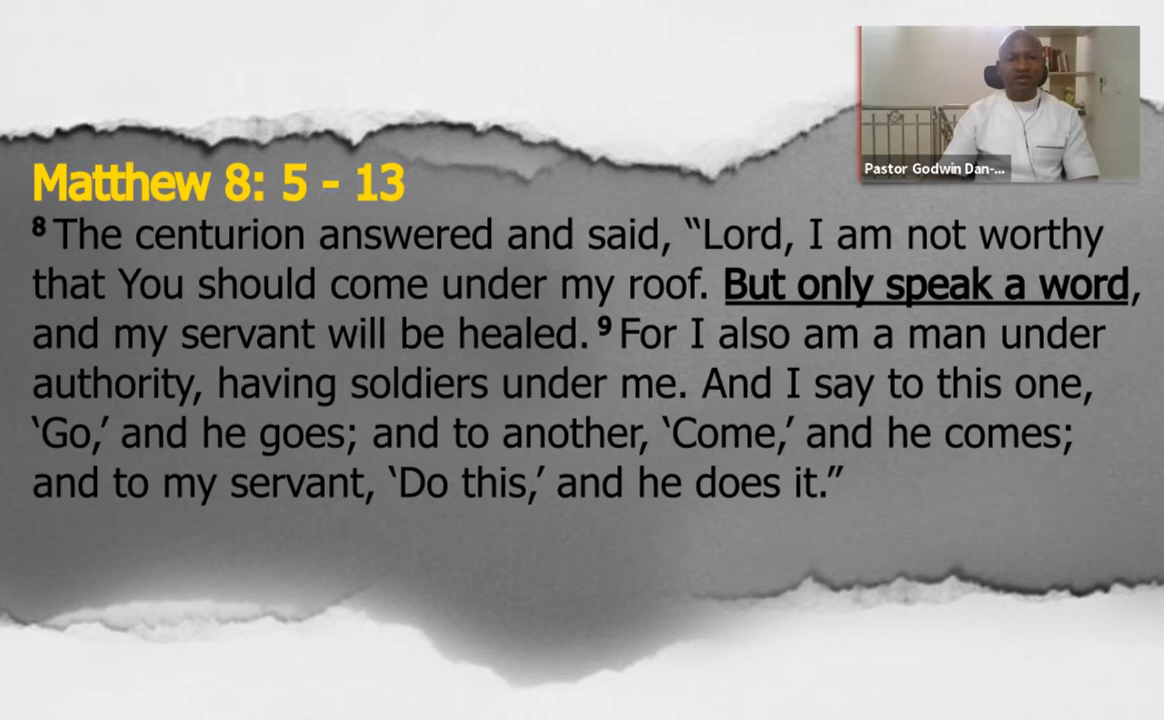 Matthew 8: 5 - 13
⁸ The centurion answered and said, “Lord, I am not worthy
that You should come under my roof. But only speak a word,
and my servant will be healed. ⁹ For I also am a man under
authority, having soldiers under me. And I say to this one,
‘Go,’ and he goes; and to another, ‘Come,’ and he comes;
and to my servant, ‘Do this,’ and he does it.”
Pastor Godwin Dan-...